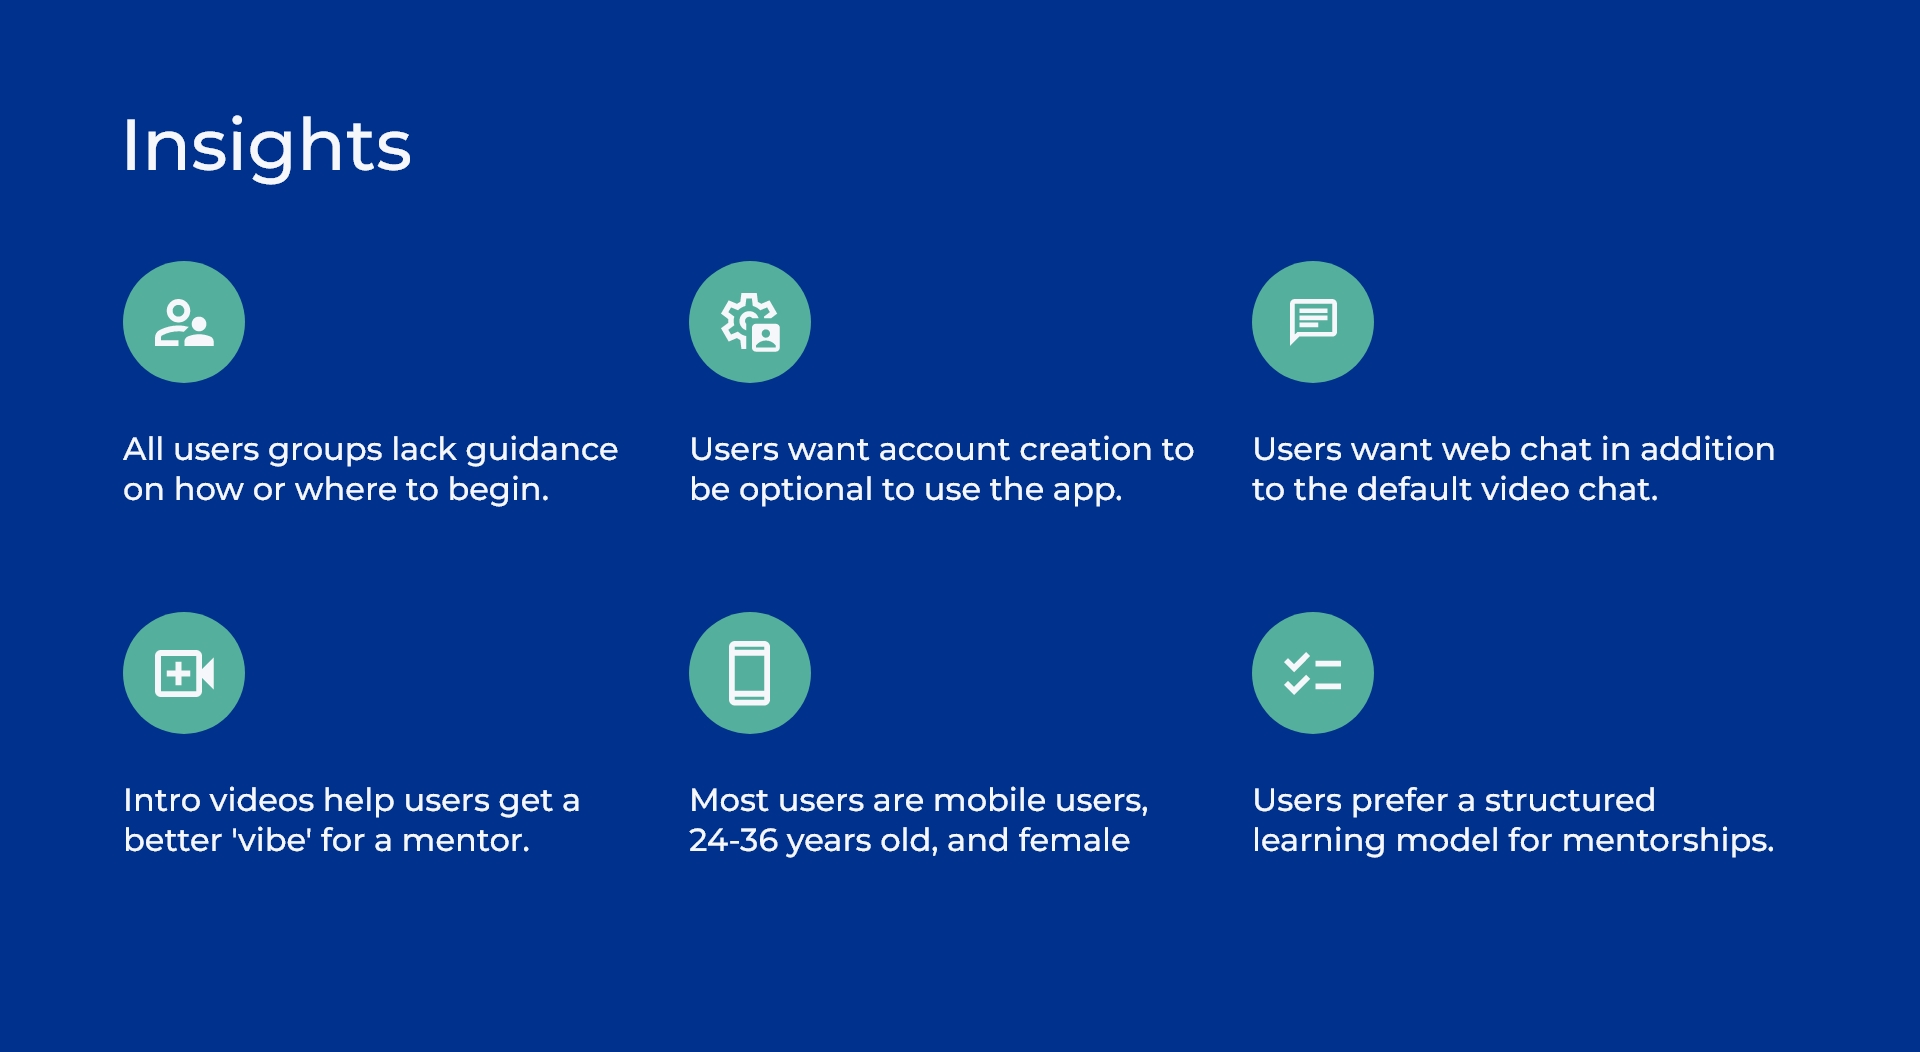 Insights
All users groups lack guidance
on how or where to begin.
Users want account creation to
be optional to use the app.
Users want web chat in addition
to the default video chat.
Intro videos help users get a
better 'vibe' for a mentor.
Most users are mobile users,
24-36 years old, and female
Users prefer a structured
learning model for mentorships.